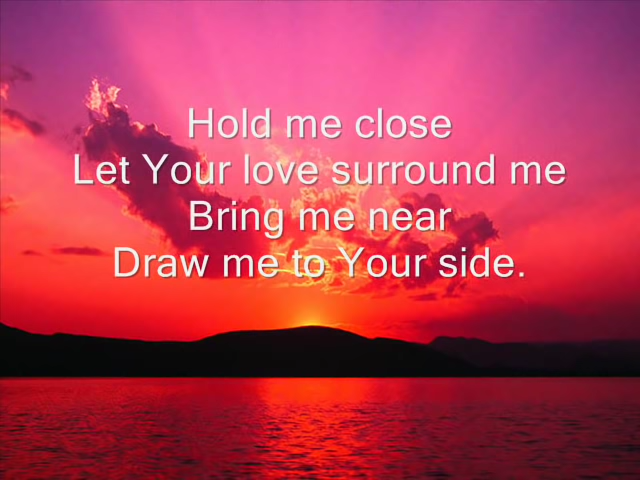 Hold me close
Let Your love surround me
Bring me near
Draw me to Your side.